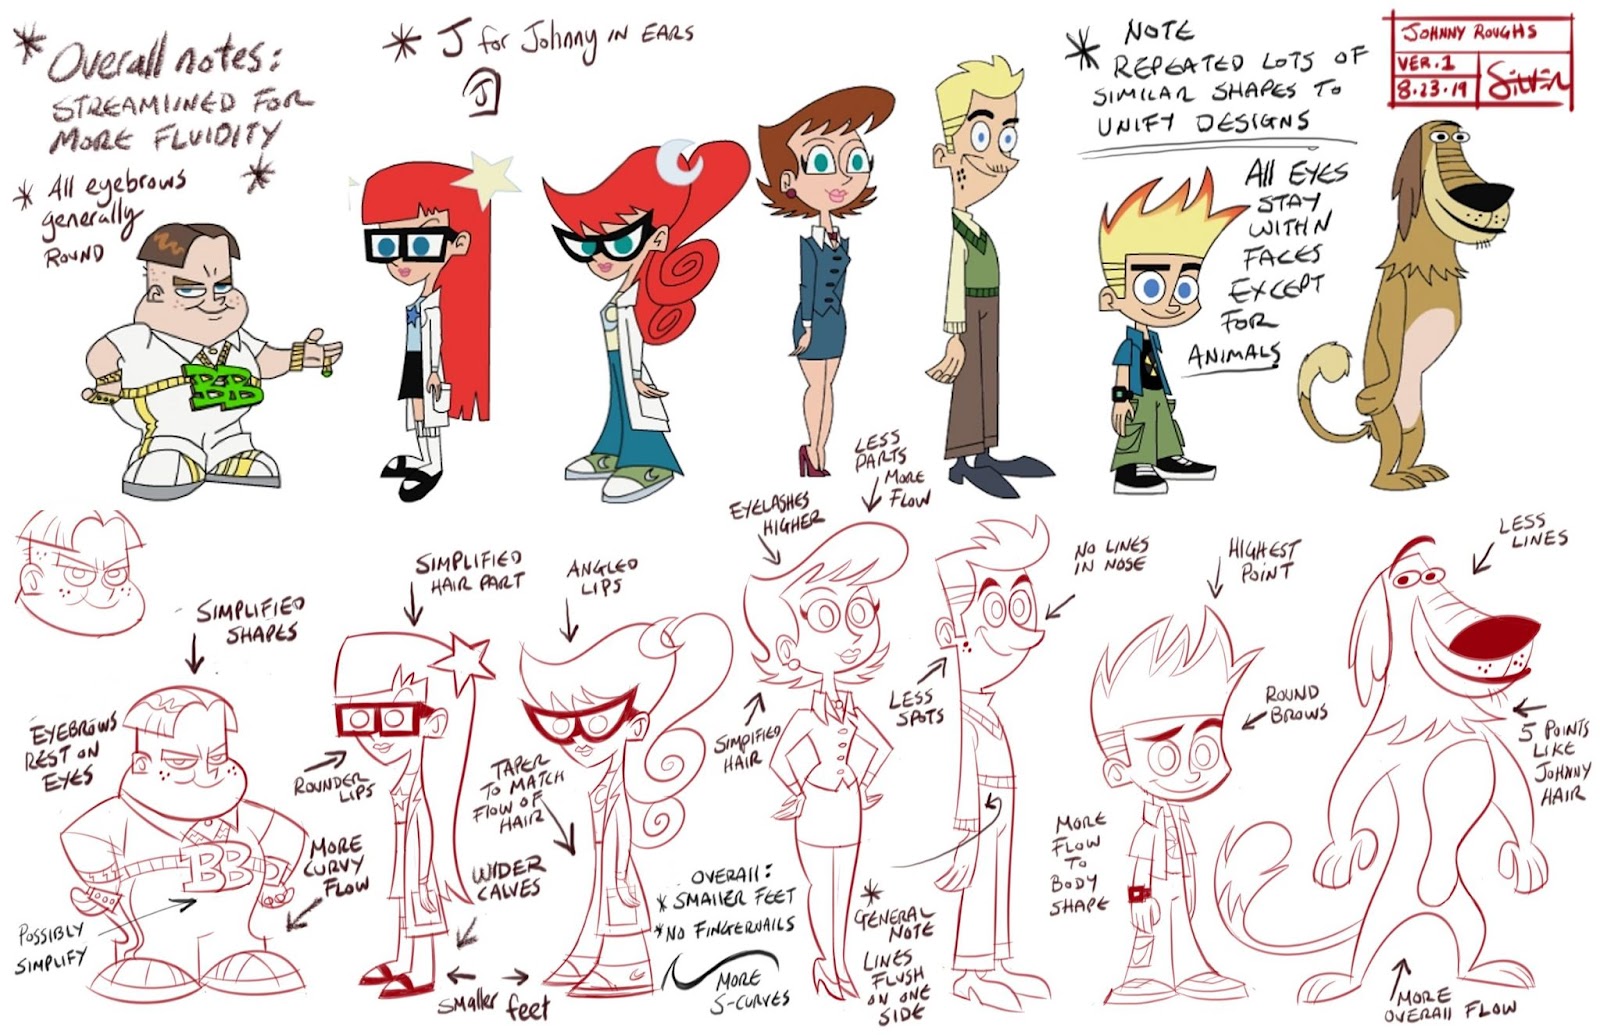 * Overall notes:
STREAMLINED FOR
MORE FLUIDITY *
* All eyebrows
generally
ROUND
* J for Johnny IN EARS
J
* NOTE
REPEATED LOTS OF
SIMILAR SHAPES TO
UNIFY DESIGNS
JOHNNY ROUGHS
VER.1
8.23.19
Silver
All EYES
STAY
WITHN
FACES
EXCEPT
FOR
ANIMALS
BB
LESS
PARTS
MORE
FLOW
EYELASHES
HIGHER
SIMPLIFIED
SHAPES
SIMPLIFIED
HAIR PART
ANGLED
LIPS
NO LINES
IN NOSE
HIGHEST
POINT
LESS
LINES
EYEBROWS
REST ON
EYES
ROUNDER
LIPS
TAPER
TO MATCH
FLOW OF
HAIR
SIMPLIFIED
HAIR
LESS
SPOTS
ROUND
BROWS
5 POINTS
LIKE
JOHNNY
HAIR
BB
MORE
CURVY
FLOW
WIDER
CALVES
MORE
FLOW
TO
BODY
SHAPE
POSSIBLY
SIMPLIFY
OVERALL:
* SMALLER FEET
* NO FINGERNAILS
MORE
S-CURVES
* GENERAL
NOTE
LINES
FLUSH
ON ONE
SIDE
smaller feet
MORE
OVERALL FLOW